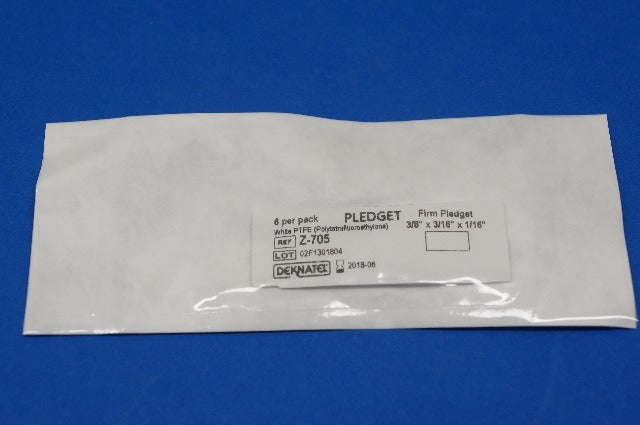 6 per pack PLEDGET Firm Pledget
White PTFE (Polytetrafluoroethylene) 3/8" x 3/16" x 1/16"
REF Z-705
LOT 02F1301804
DEKNATEL 2018-06